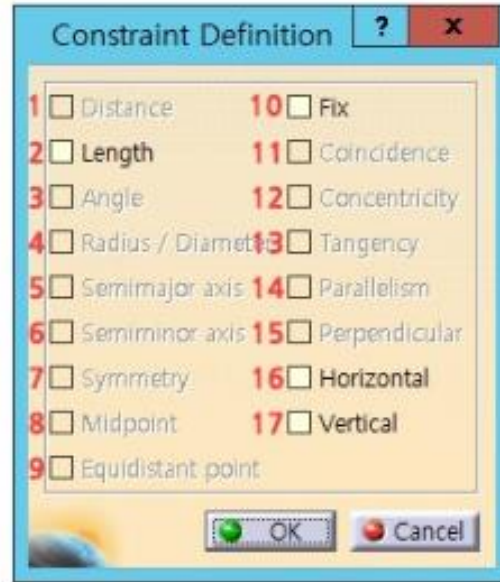 Constraint Definition ? x
1 Distance
2 Length
3 Angle
4 Radius / Diameter
5 Semimajor axis
6 Semiminor axis
7 Symmetry
8 Midpoint
9 Equidistant point
10 Fix
11 Coincidence
12 Concentricity
13 Tangency
14 Parallelism
15 Perpendicular
16 Horizontal
17 Vertical
OK Cancel